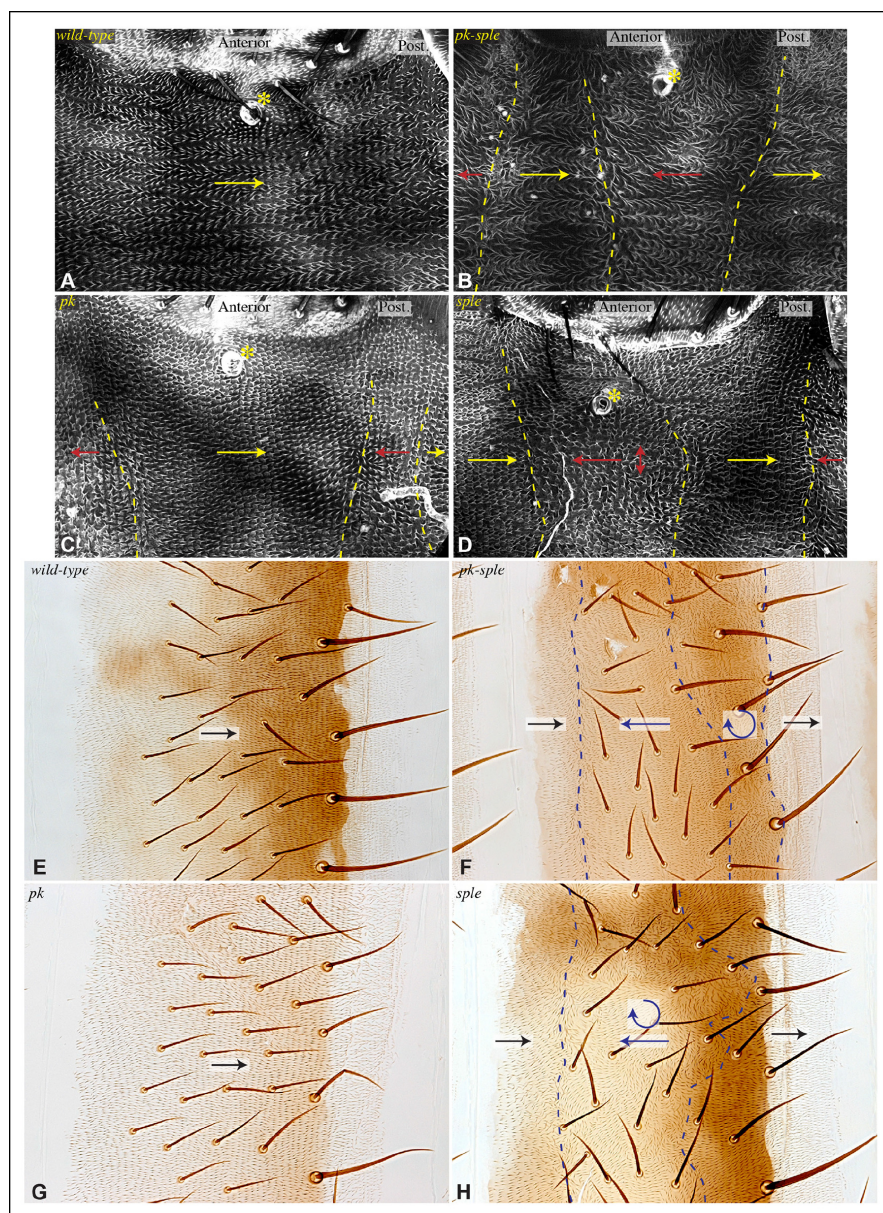 wild-type
Anterior
Post.
A
pk-sple
Anterior
Post.
B
pk
Anterior
Post.
C
sple
Anterior
Post.
D
wild-type
E
pk-sple
F
pk
G
sple
H